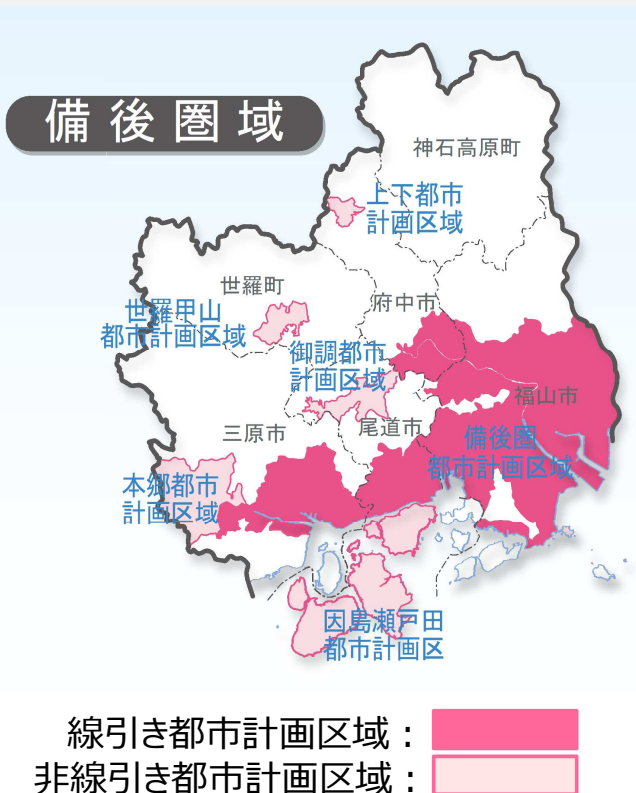 備後圏域
神石高原町
上下都市
計画区域
世羅町
世羅甲山
都市計画区域
府中市
御調都市
計画区域
福山市
尾道市
三原市
備後圏
都市計画区域
本郷都市
計画区域
因島瀬戸田
都市計画区
線引き都市計画区域：
非線引き都市計画区域：